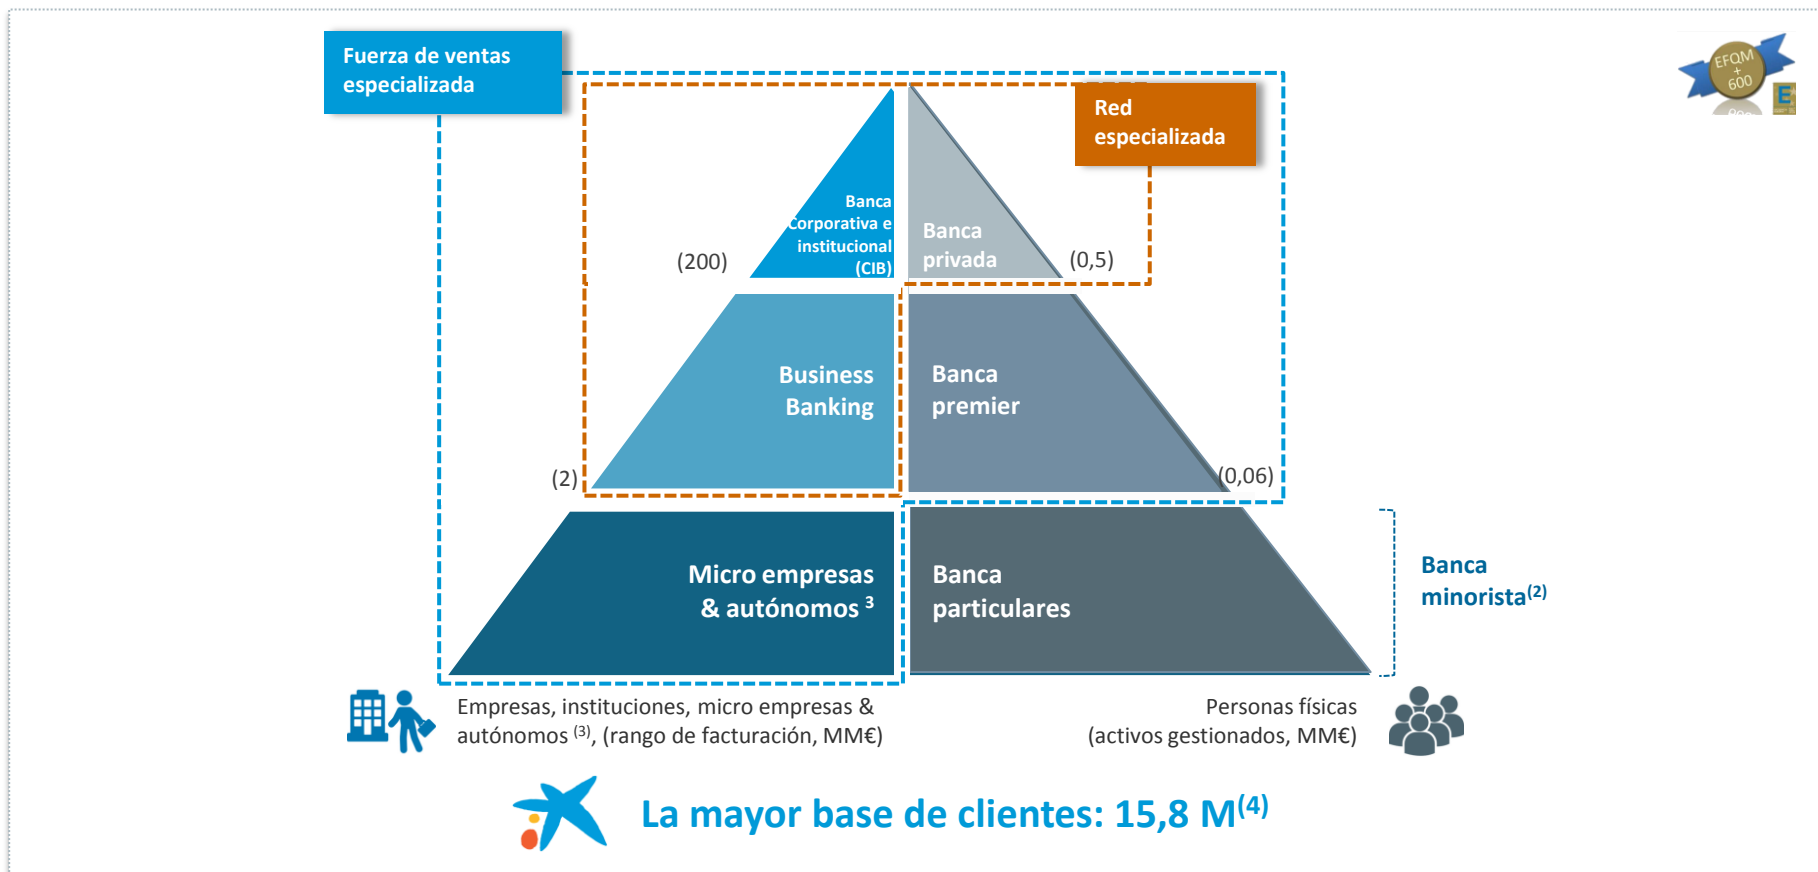 Fuerza de ventas
especializada
EFQM
+
600
E
Red
especializada
Banca
Corporativa e
institucional
(CIB)
Banca
privada
(200)
(0,5)
Business
Banking
Banca
premier
(2)
(0,06)
Micro empresas
& autónomos 3
Banca
particulares
Banca
minorista(2)
Empresas, instituciones, micro empresas &
autónomos (3), (rango de facturación, MM€)
Personas físicas
(activos gestionados, MM€)
La mayor base de clientes: 15,8 M(4)